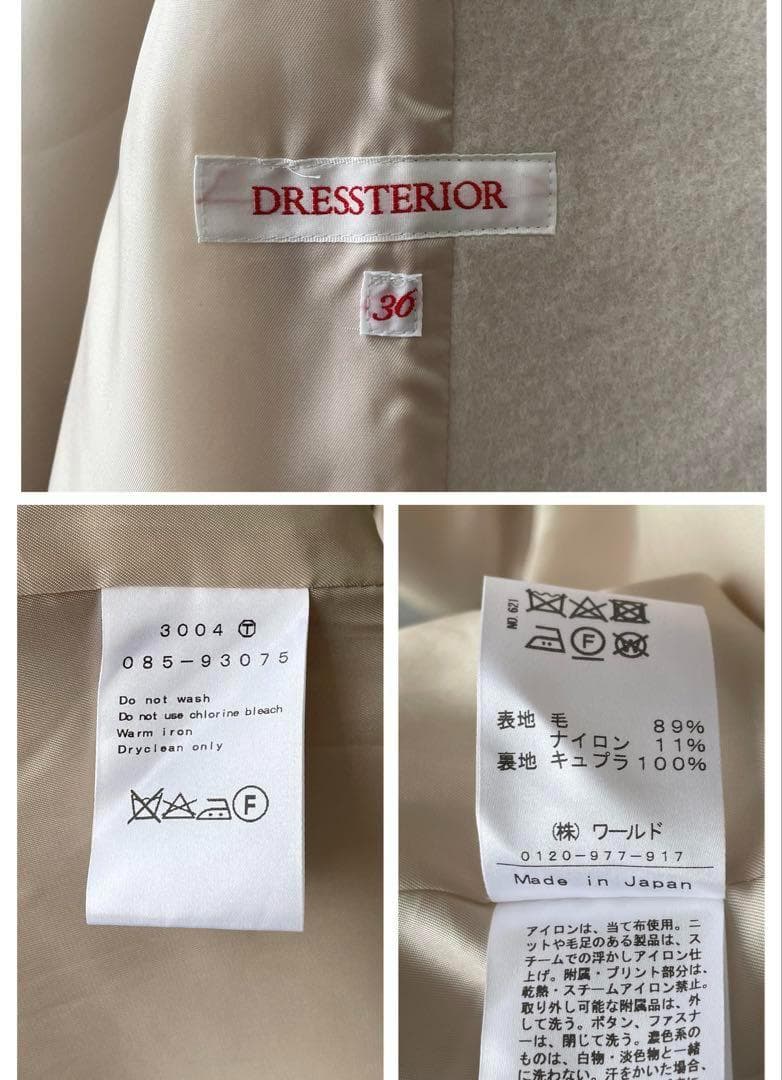 DRESSTERIOR
36
3004 Ⓣ
085-93075
Do not wash
Do not use chlorine bleach
Warm iron
Dryclean only
F
NO.621
F
W
表地 毛 89%
ナイロン 11%
裏地 キュプラ 100%
(株) ワールド
0120-977-917
Made in Japan
アイロンは、当て布使用。ニ
ットや毛足のある製品は、ス
チームでの浮かしアイロン仕
上げ。附属・プリント部分は、
乾熱・スチームアイロン禁止。
取り外し可能な附属品は、外
して洗う。ボタン、ファスナ
ーは、閉じて洗う。濃色系の
ものは、白物・淡色物と一緒
に洗わない。汗をかいた場合、